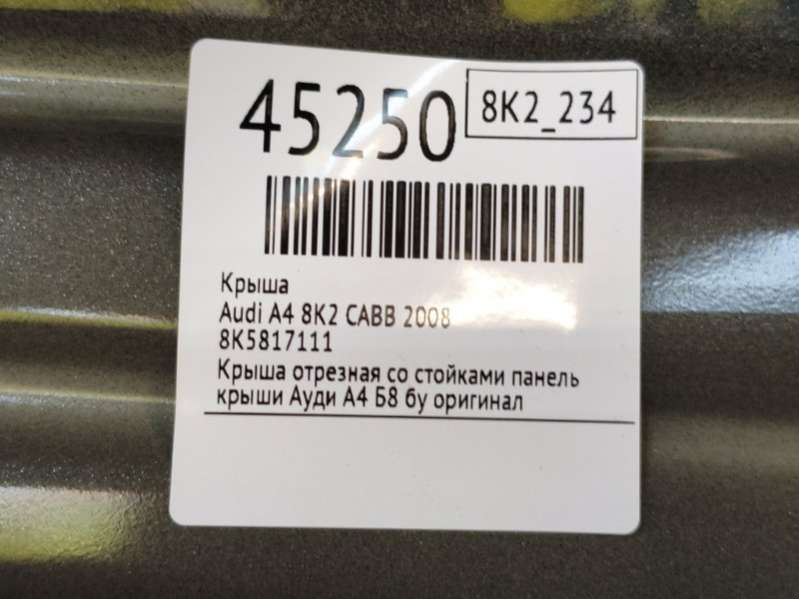 45250
8K2_234
Крыша
Audi A4 8K2 CABB 2008
8K5817111
Крыша отрезная со стойками панель
крыши Ауди А4 Б8 бу оригинал